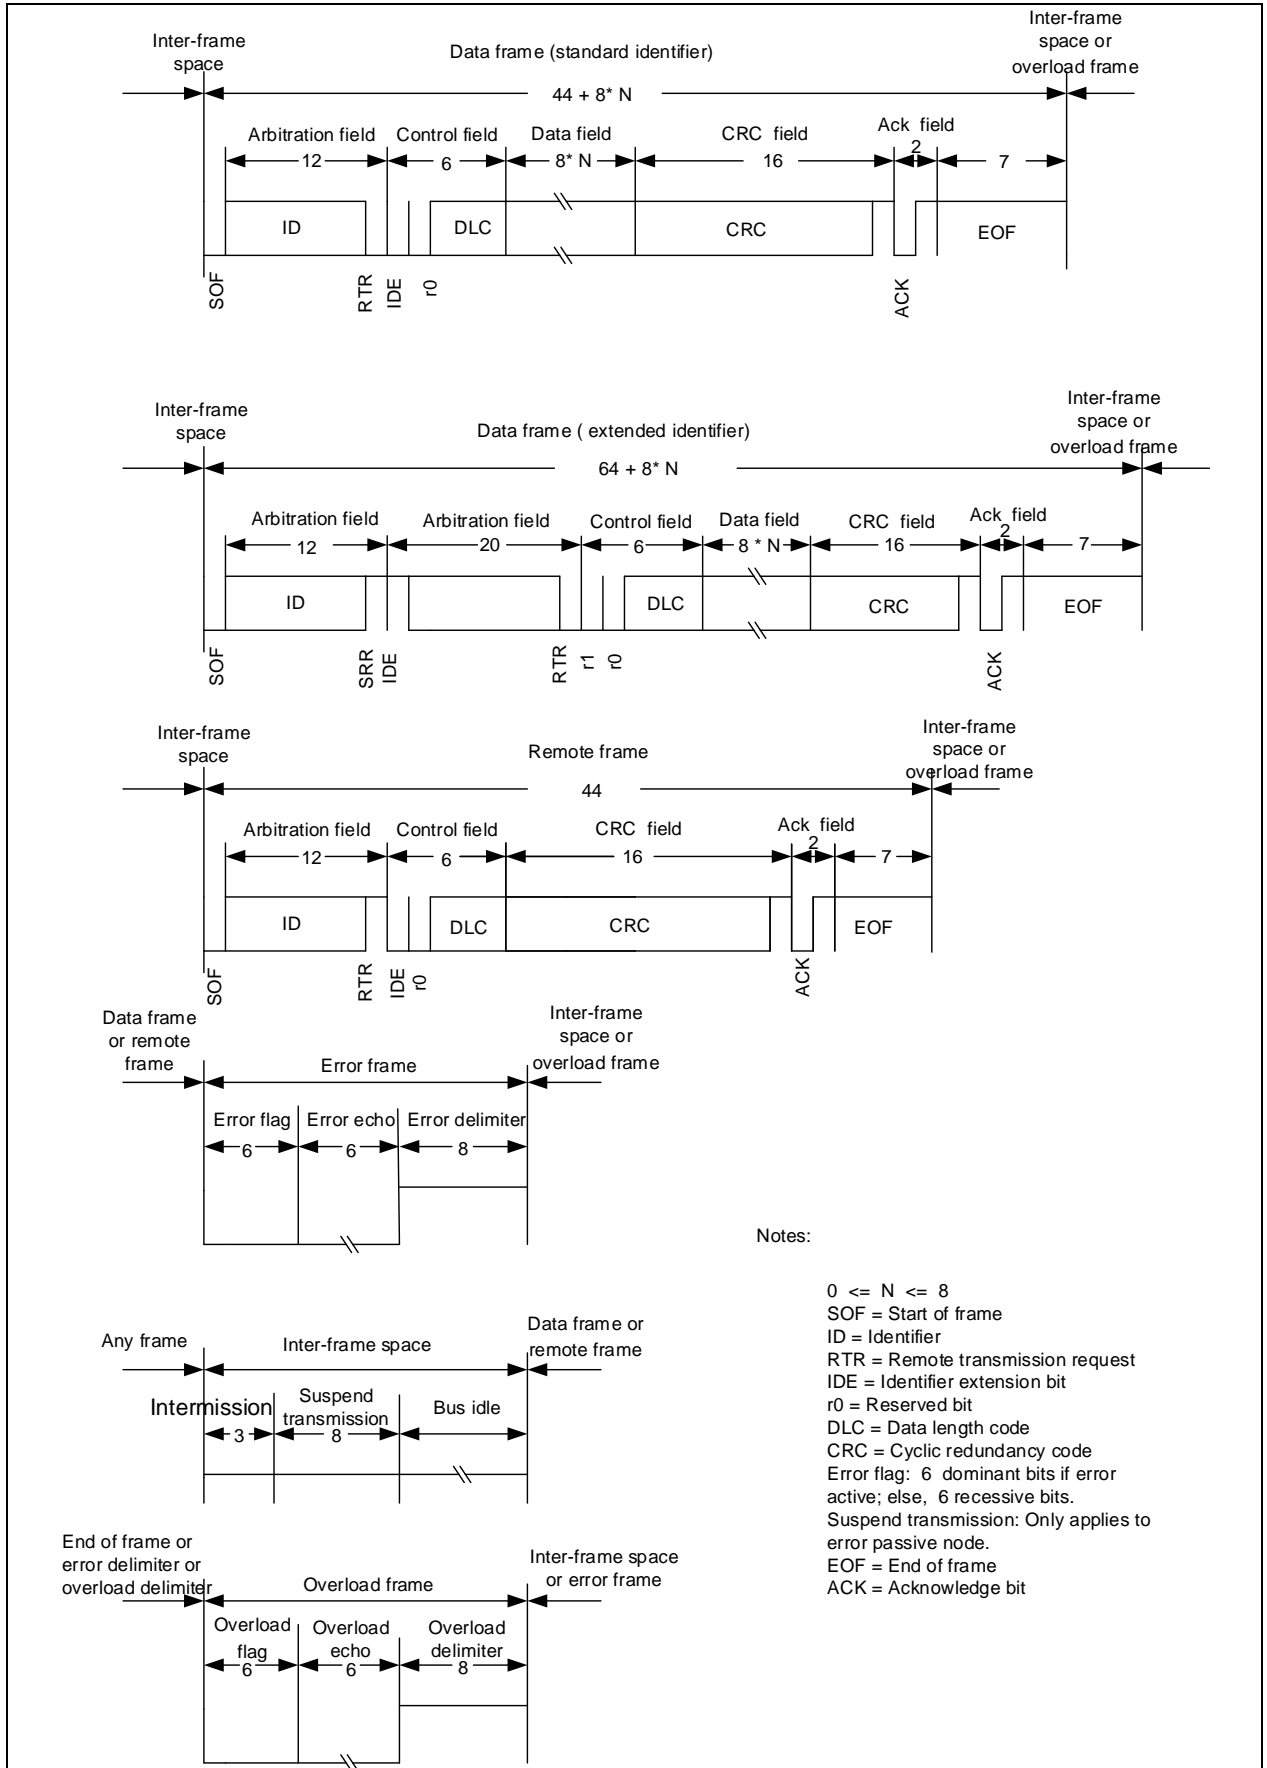 Inter-frame
space
Data frame (standard identifier)
Inter-frame
space or
overload frame
44 + 8* N
Arbitration field
Control field
Data field
CRC field
Ack field
12
6
8* N
16
2
7
ID
DLC
CRC
EOF
SOF
RTR
IDE
r0
ACK
Inter-frame
space
Data frame ( extended identifier)
Inter-frame
space or
overload frame
64 + 8* N
Arbitration field
Arbitration field
Control field
Data field
CRC field
Ack field
12
20
6
8 * N
16
2
7
ID
DLC
CRC
EOF
SOF
SRR
IDE
RTR
r1
r0
ACK
Inter-frame
space
Remote frame
Inter-frame
space or
overload frame
44
Arbitration field
Control field
CRC field
Ack field
12
6
16
2
7
ID
DLC
CRC
EOF
SOF
RTR
IDE
r0
ACK
Data frame
or remote
frame
Error frame
Inter-frame
space or
overload frame
Error flag
Error echo
Error delimiter
6
6
8
Any frame
Inter-frame space
Data frame or
remote frame
Intermission
Suspend
transmission
Bus idle
3
8
End of frame or
error delimiter or
overload delimiter
Overload frame
Inter-frame space
or error frame
Overload
flag
Overload
echo
Overload
delimiter
6
6
8
Notes:
0 <= N <= 8
SOF = Start of frame
ID = Identifier
RTR = Remote transmission request
IDE = Identifier extension bit
r0 = Reserved bit
DLC = Data length code
CRC = Cyclic redundancy code
Error flag: 6 dominant bits if error
active; else, 6 recessive bits.
Suspend transmission: Only applies to
error passive node.
EOF = End of frame
ACK = Acknowledge bit